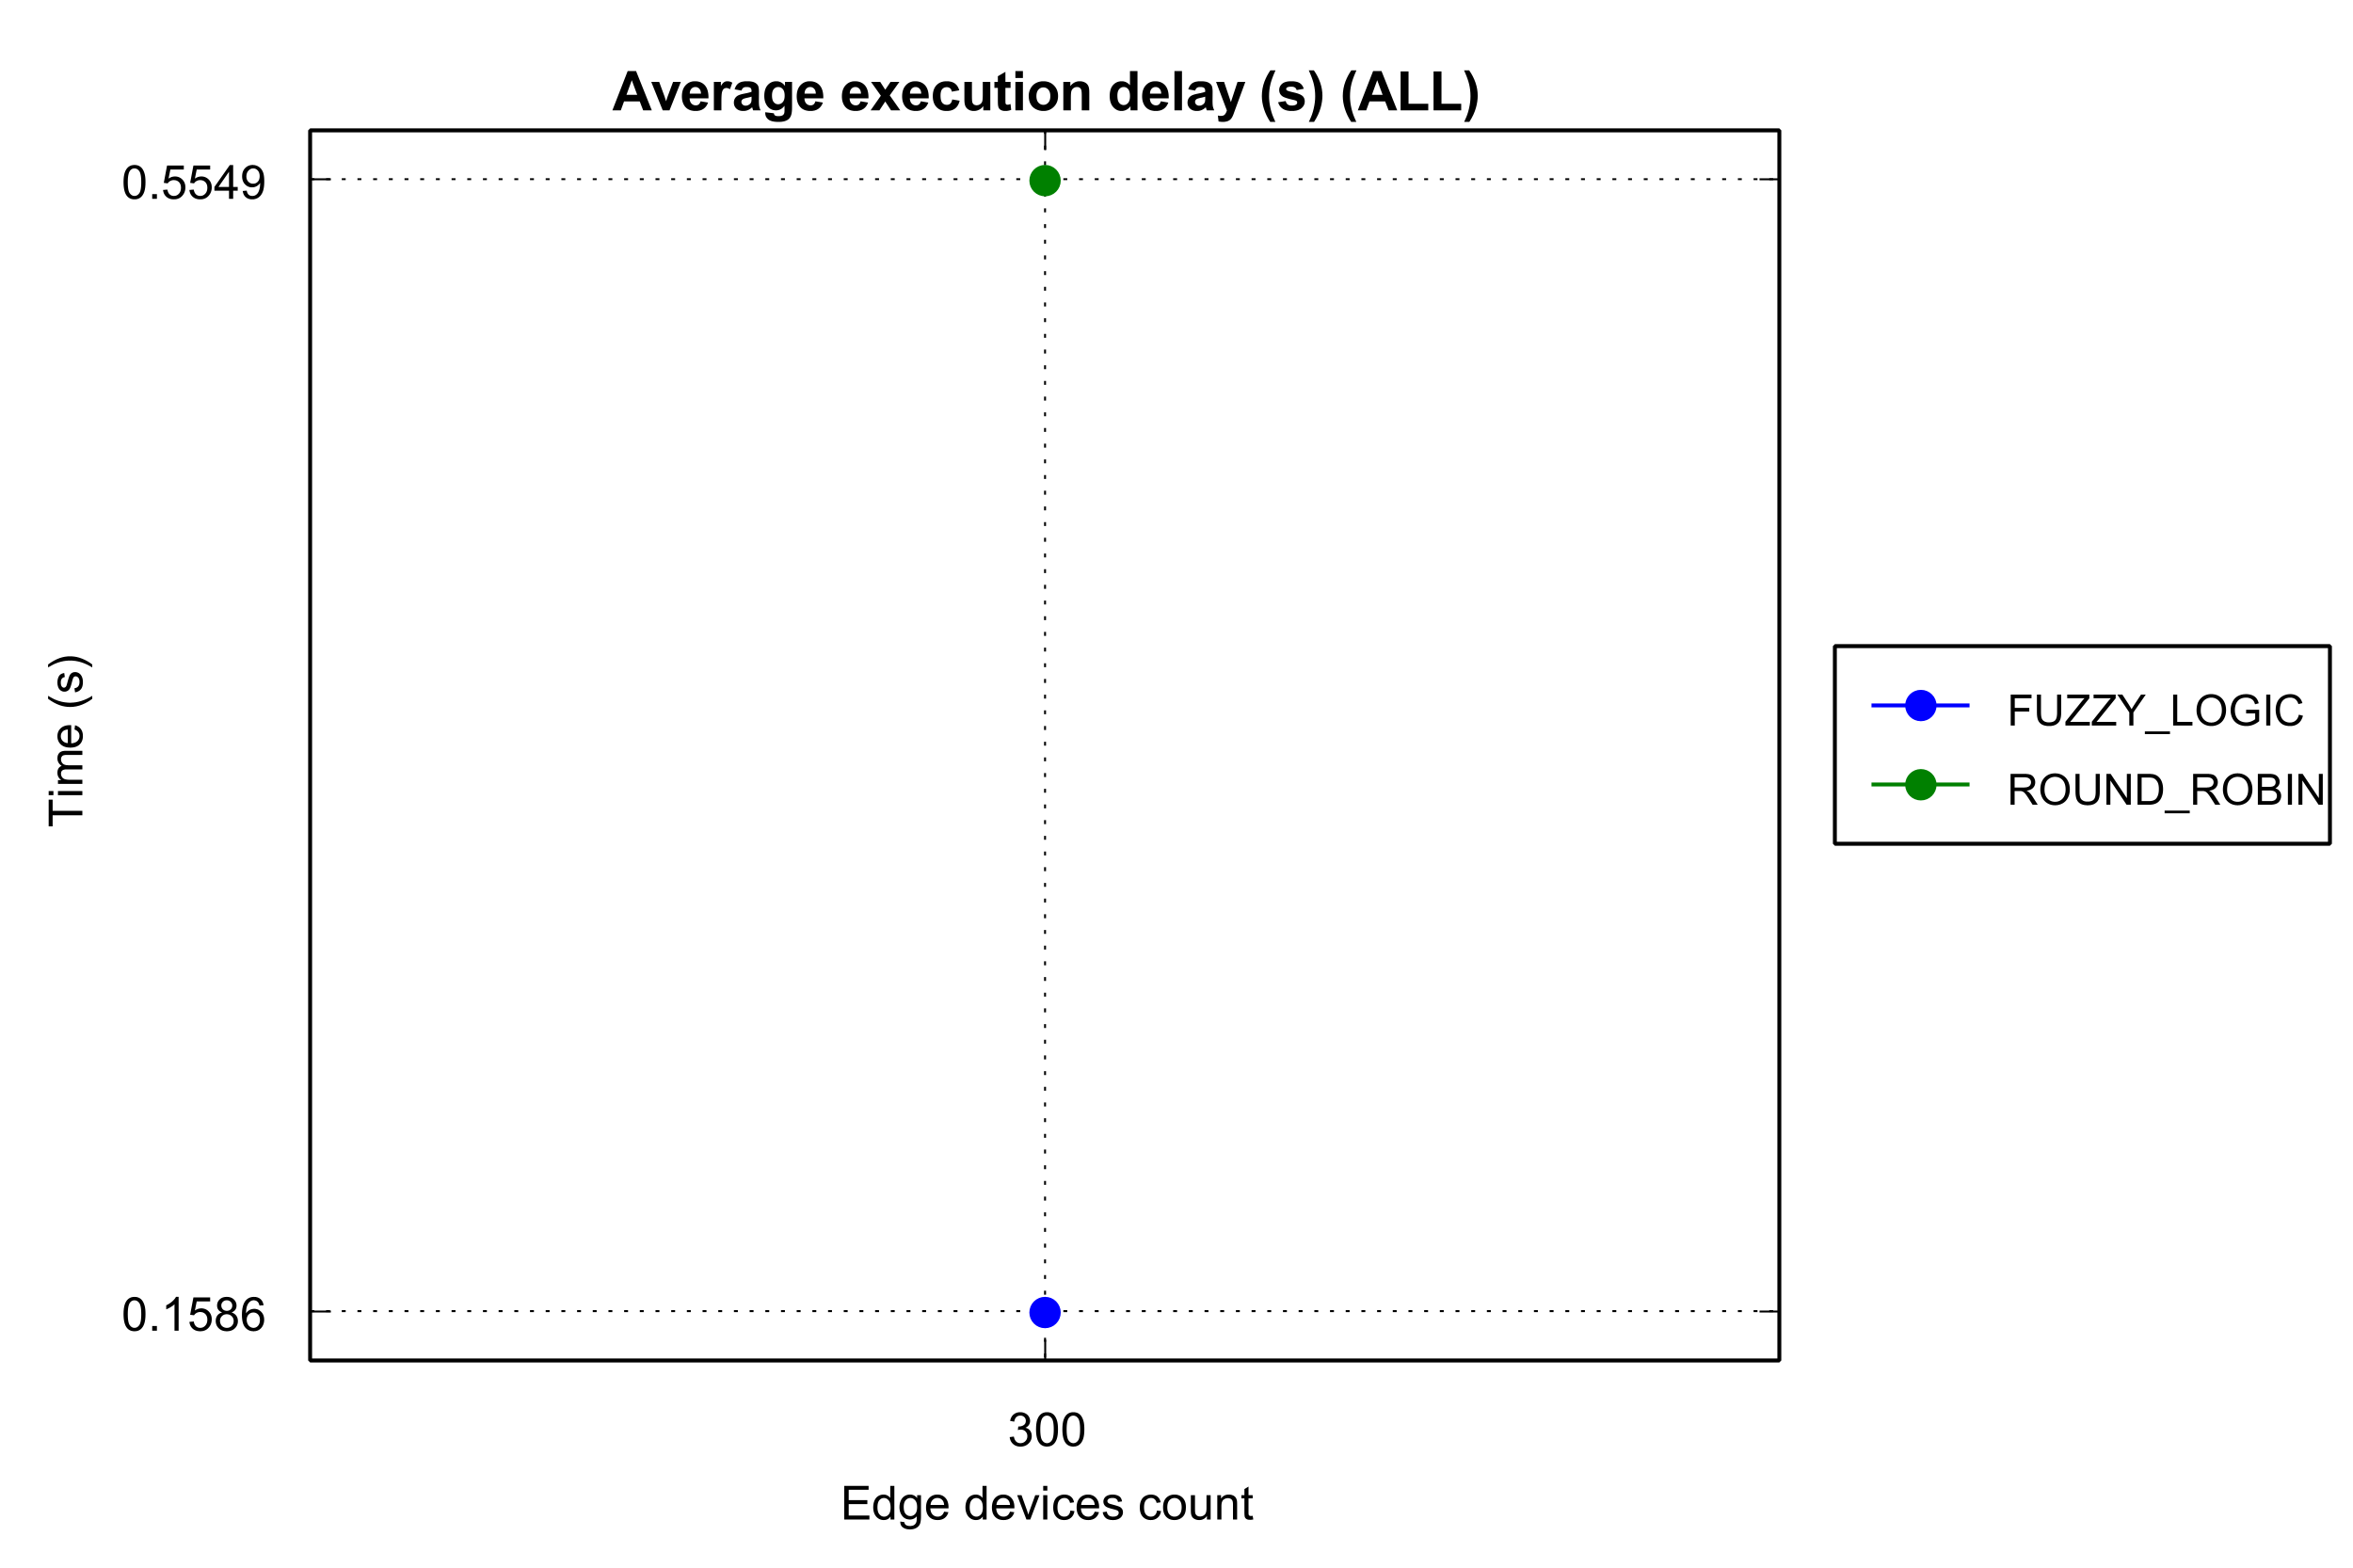 Average execution delay (s) (ALL)
0.5549
Time (s)
FUZZY_LOGIC
ROUND_ROBIN
0.1586
300
Edge devices count